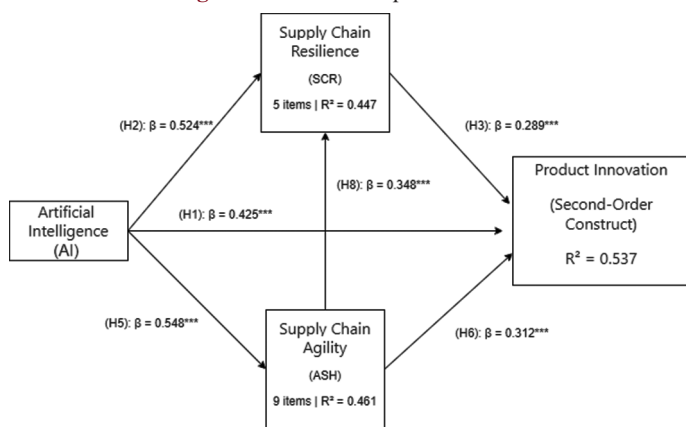 Supply Chain
Resilience
(SCR)
5 items | R² = 0.447
(H2): β = 0.524***
(H3): β = 0.289***
Product Innovation
(Second-Order
Construct)
R² = 0.537
(H8): β = 0.348***
Artificial
Intelligence
(AI)
(H1): β = 0.425***
(H5): β = 0.548***
(H6): β = 0.312***
Supply Chain
Agility
(ASH)
9 items | R² = 0.461